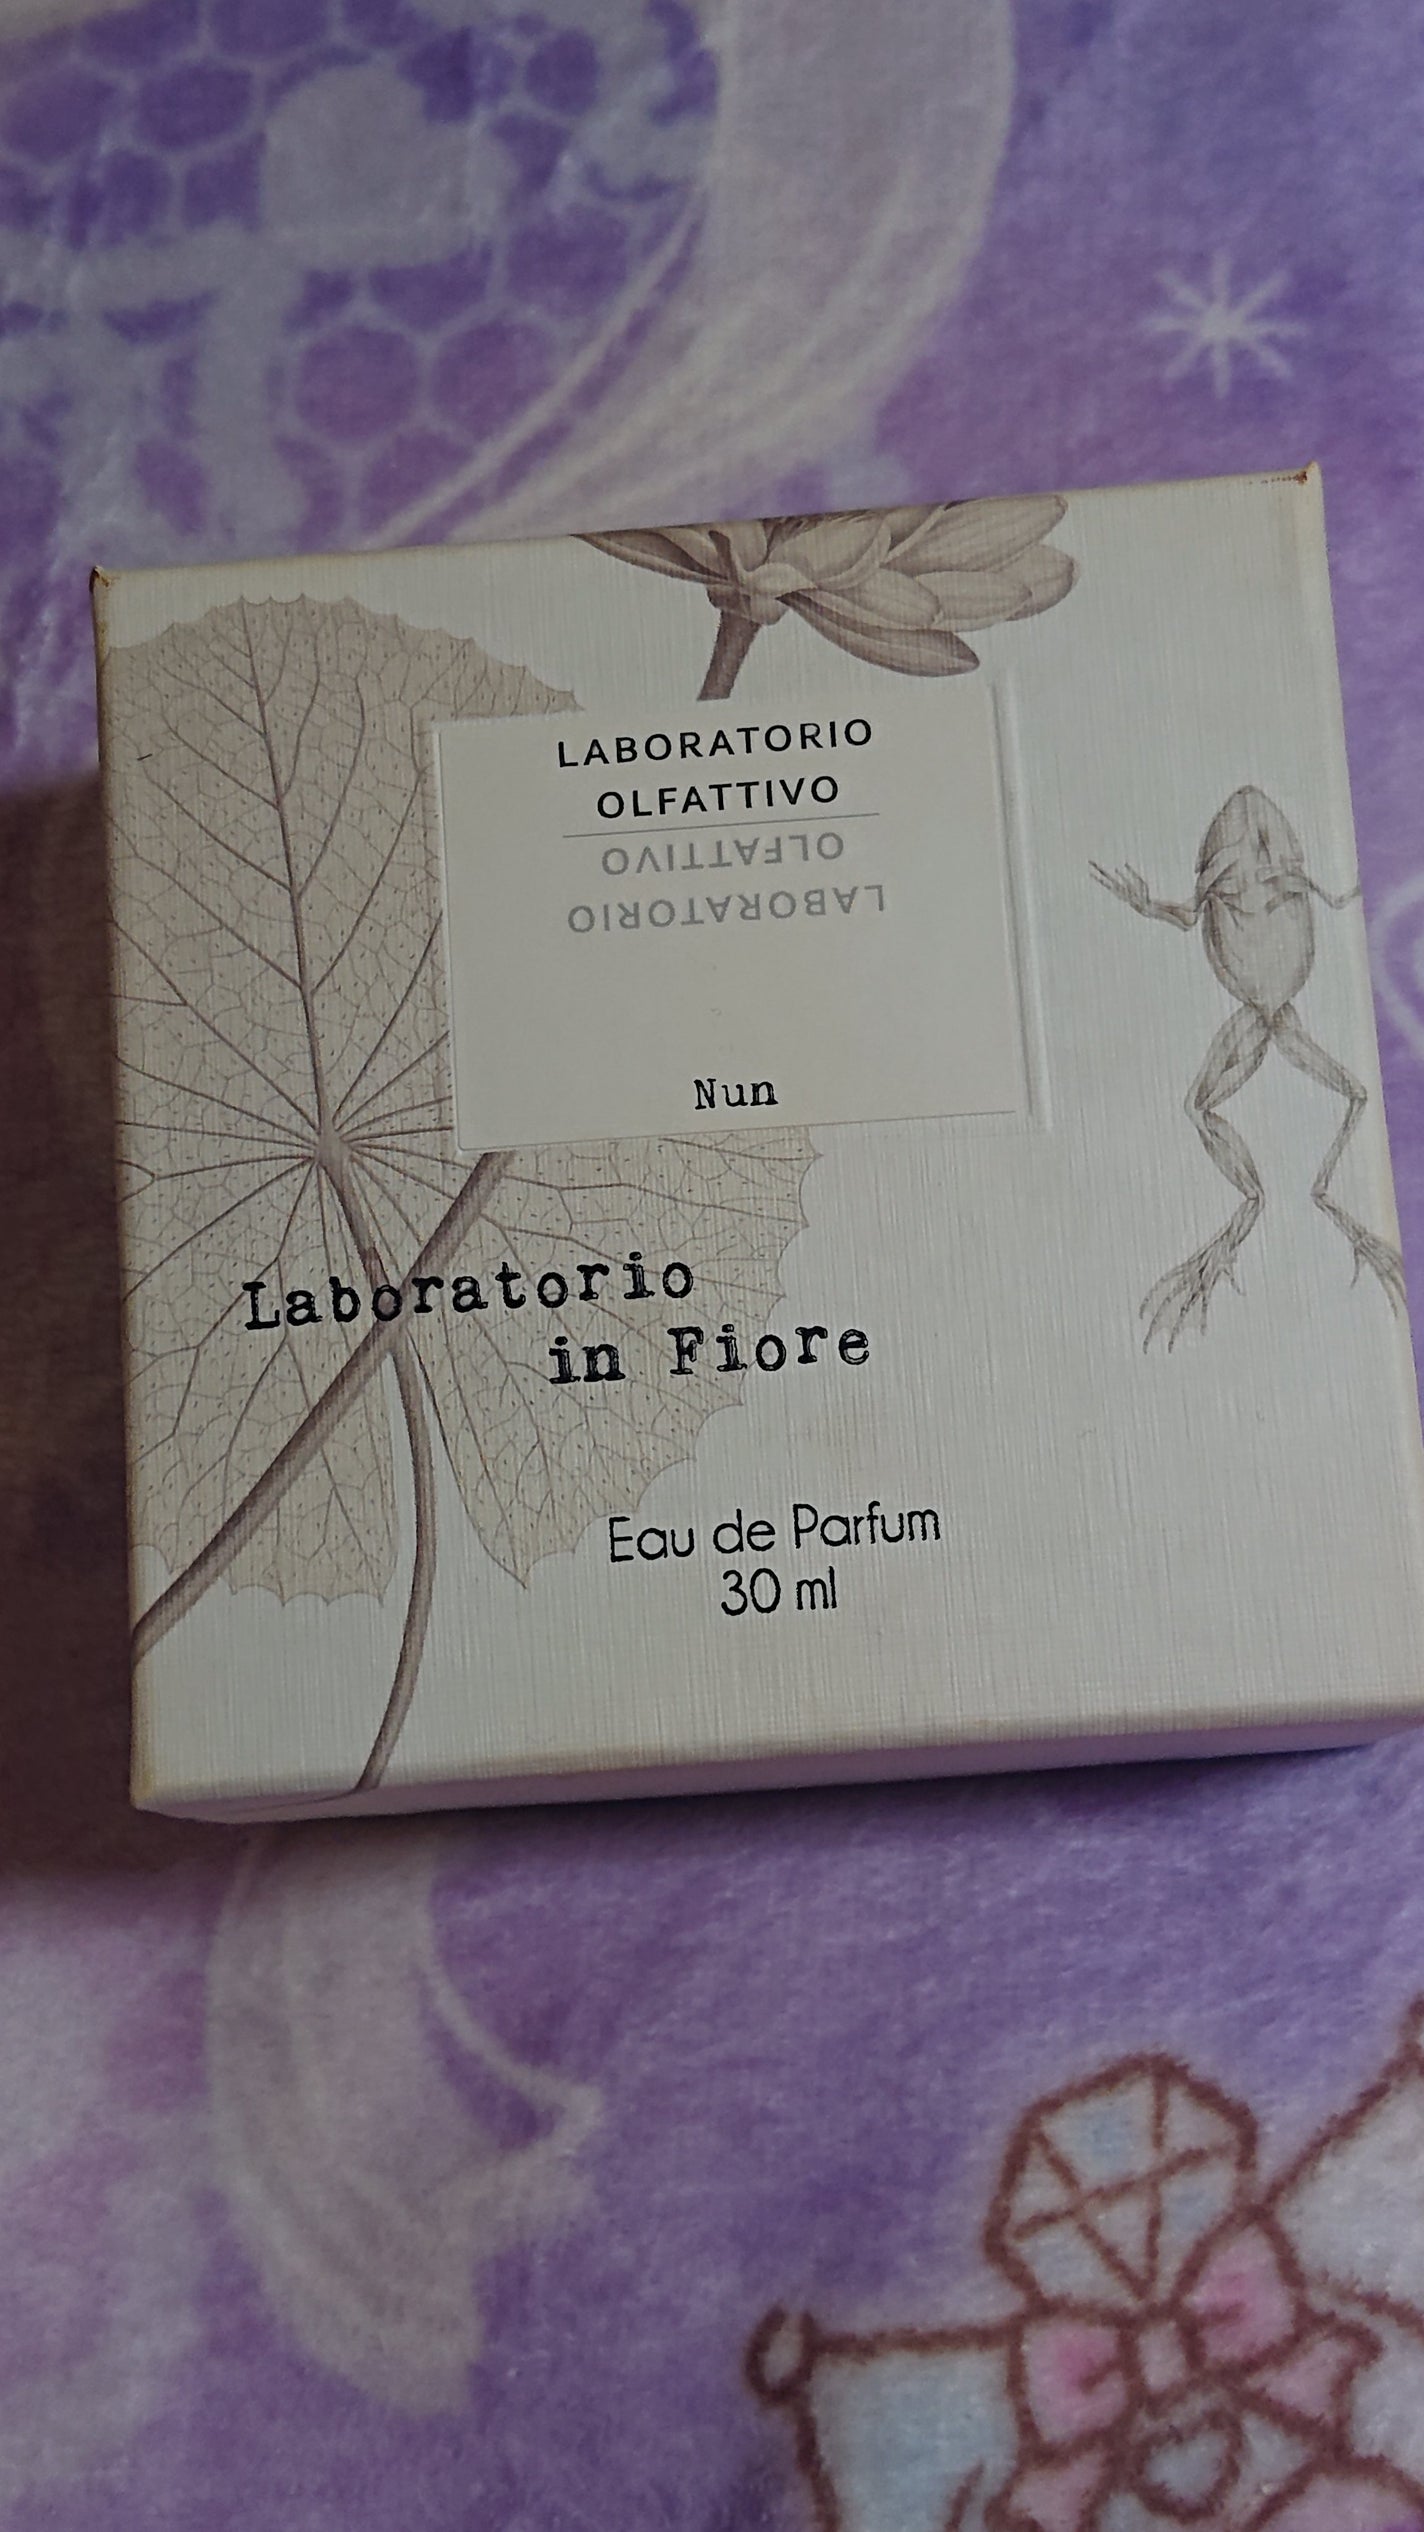 LABORATORIO
OLFATTIVO
OLFATTIVO
LABORATORIO
Nun
Laboratorio
in Fiore
Eau de Parfum
30 ml